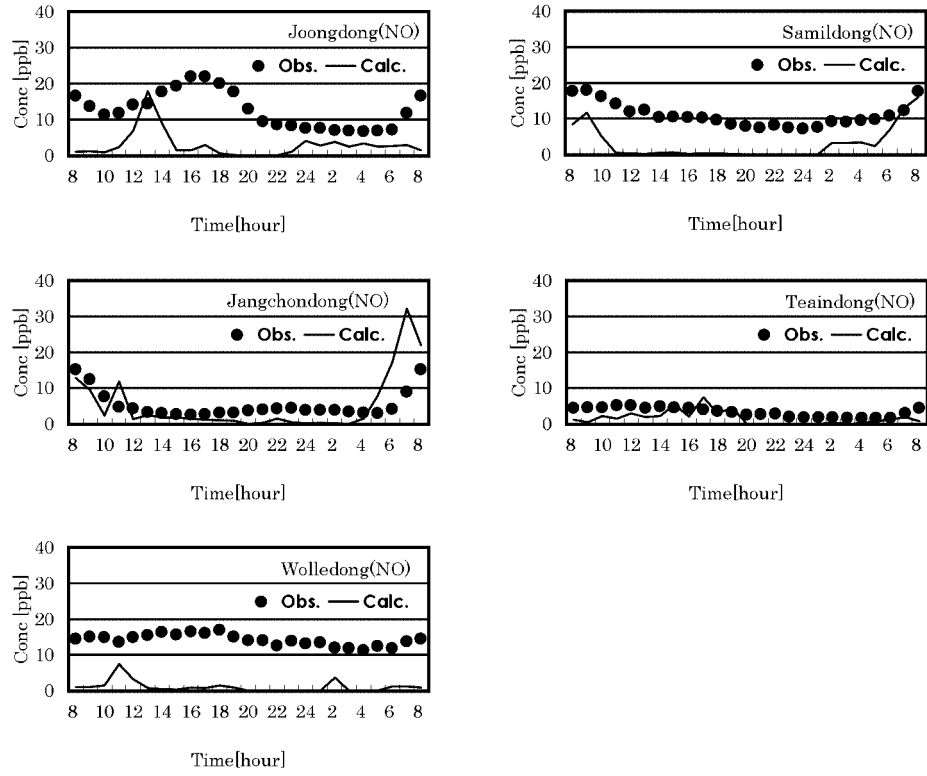 Joongdong(NO)
Obs. Calc.
Conc [ppb]
40
30
20
10
0
8 10 12 14 16 18 20 22 24 2 4 6 8
Time[hour]
Samildong(NO)
Obs. Calc.
Conc [ppb]
40
30
20
10
0
8 10 12 14 16 18 20 22 24 2 4 6 8
Time[hour]
Jangchondong(NO)
Obs. Calc.
Conc [ppb]
40
30
20
10
0
8 10 12 14 16 18 20 22 24 2 4 6 8
Time[hour]
Teaindong(NO)
Obs. Calc.
Conc [ppb]
40
30
20
10
0
8 10 12 14 16 18 20 22 24 2 4 6 8
Time[hour]
Wolledong(NO)
Obs. Calc.
Conc [ppb]
40
30
20
10
0
8 10 12 14 16 18 20 22 24 2 4 6 8
Time[hour]